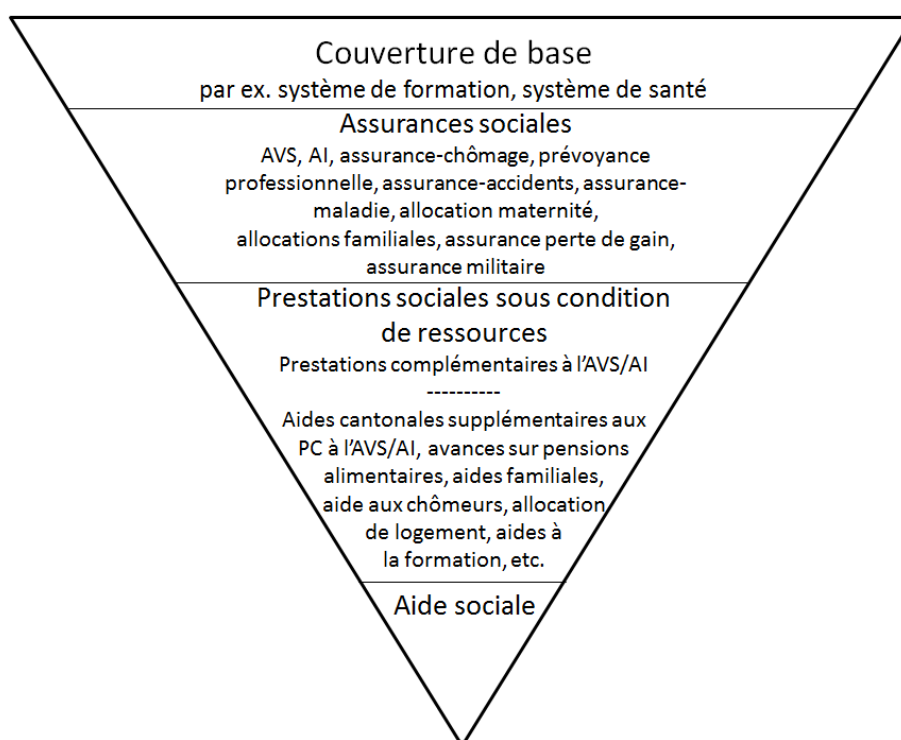 Couverture de base
par ex. système de formation, système de santé
Assurances sociales
AVS, AI, assurance-chômage, prévoyance
professionnelle, assurance-accidents, assurance-
maladie, allocation maternité,
allocations familiales, assurance perte de gain,
assurance militaire
Prestations sociales sous condition
de ressources
Prestations complémentaires à l'AVS/AI
----------
Aides cantonales supplémentaires aux
PC à l'AVS/AI, avances sur pensions
alimentaires, aides familiales,
aide aux chômeurs, allocation
de logement, aides à
la formation, etc.
Aide sociale